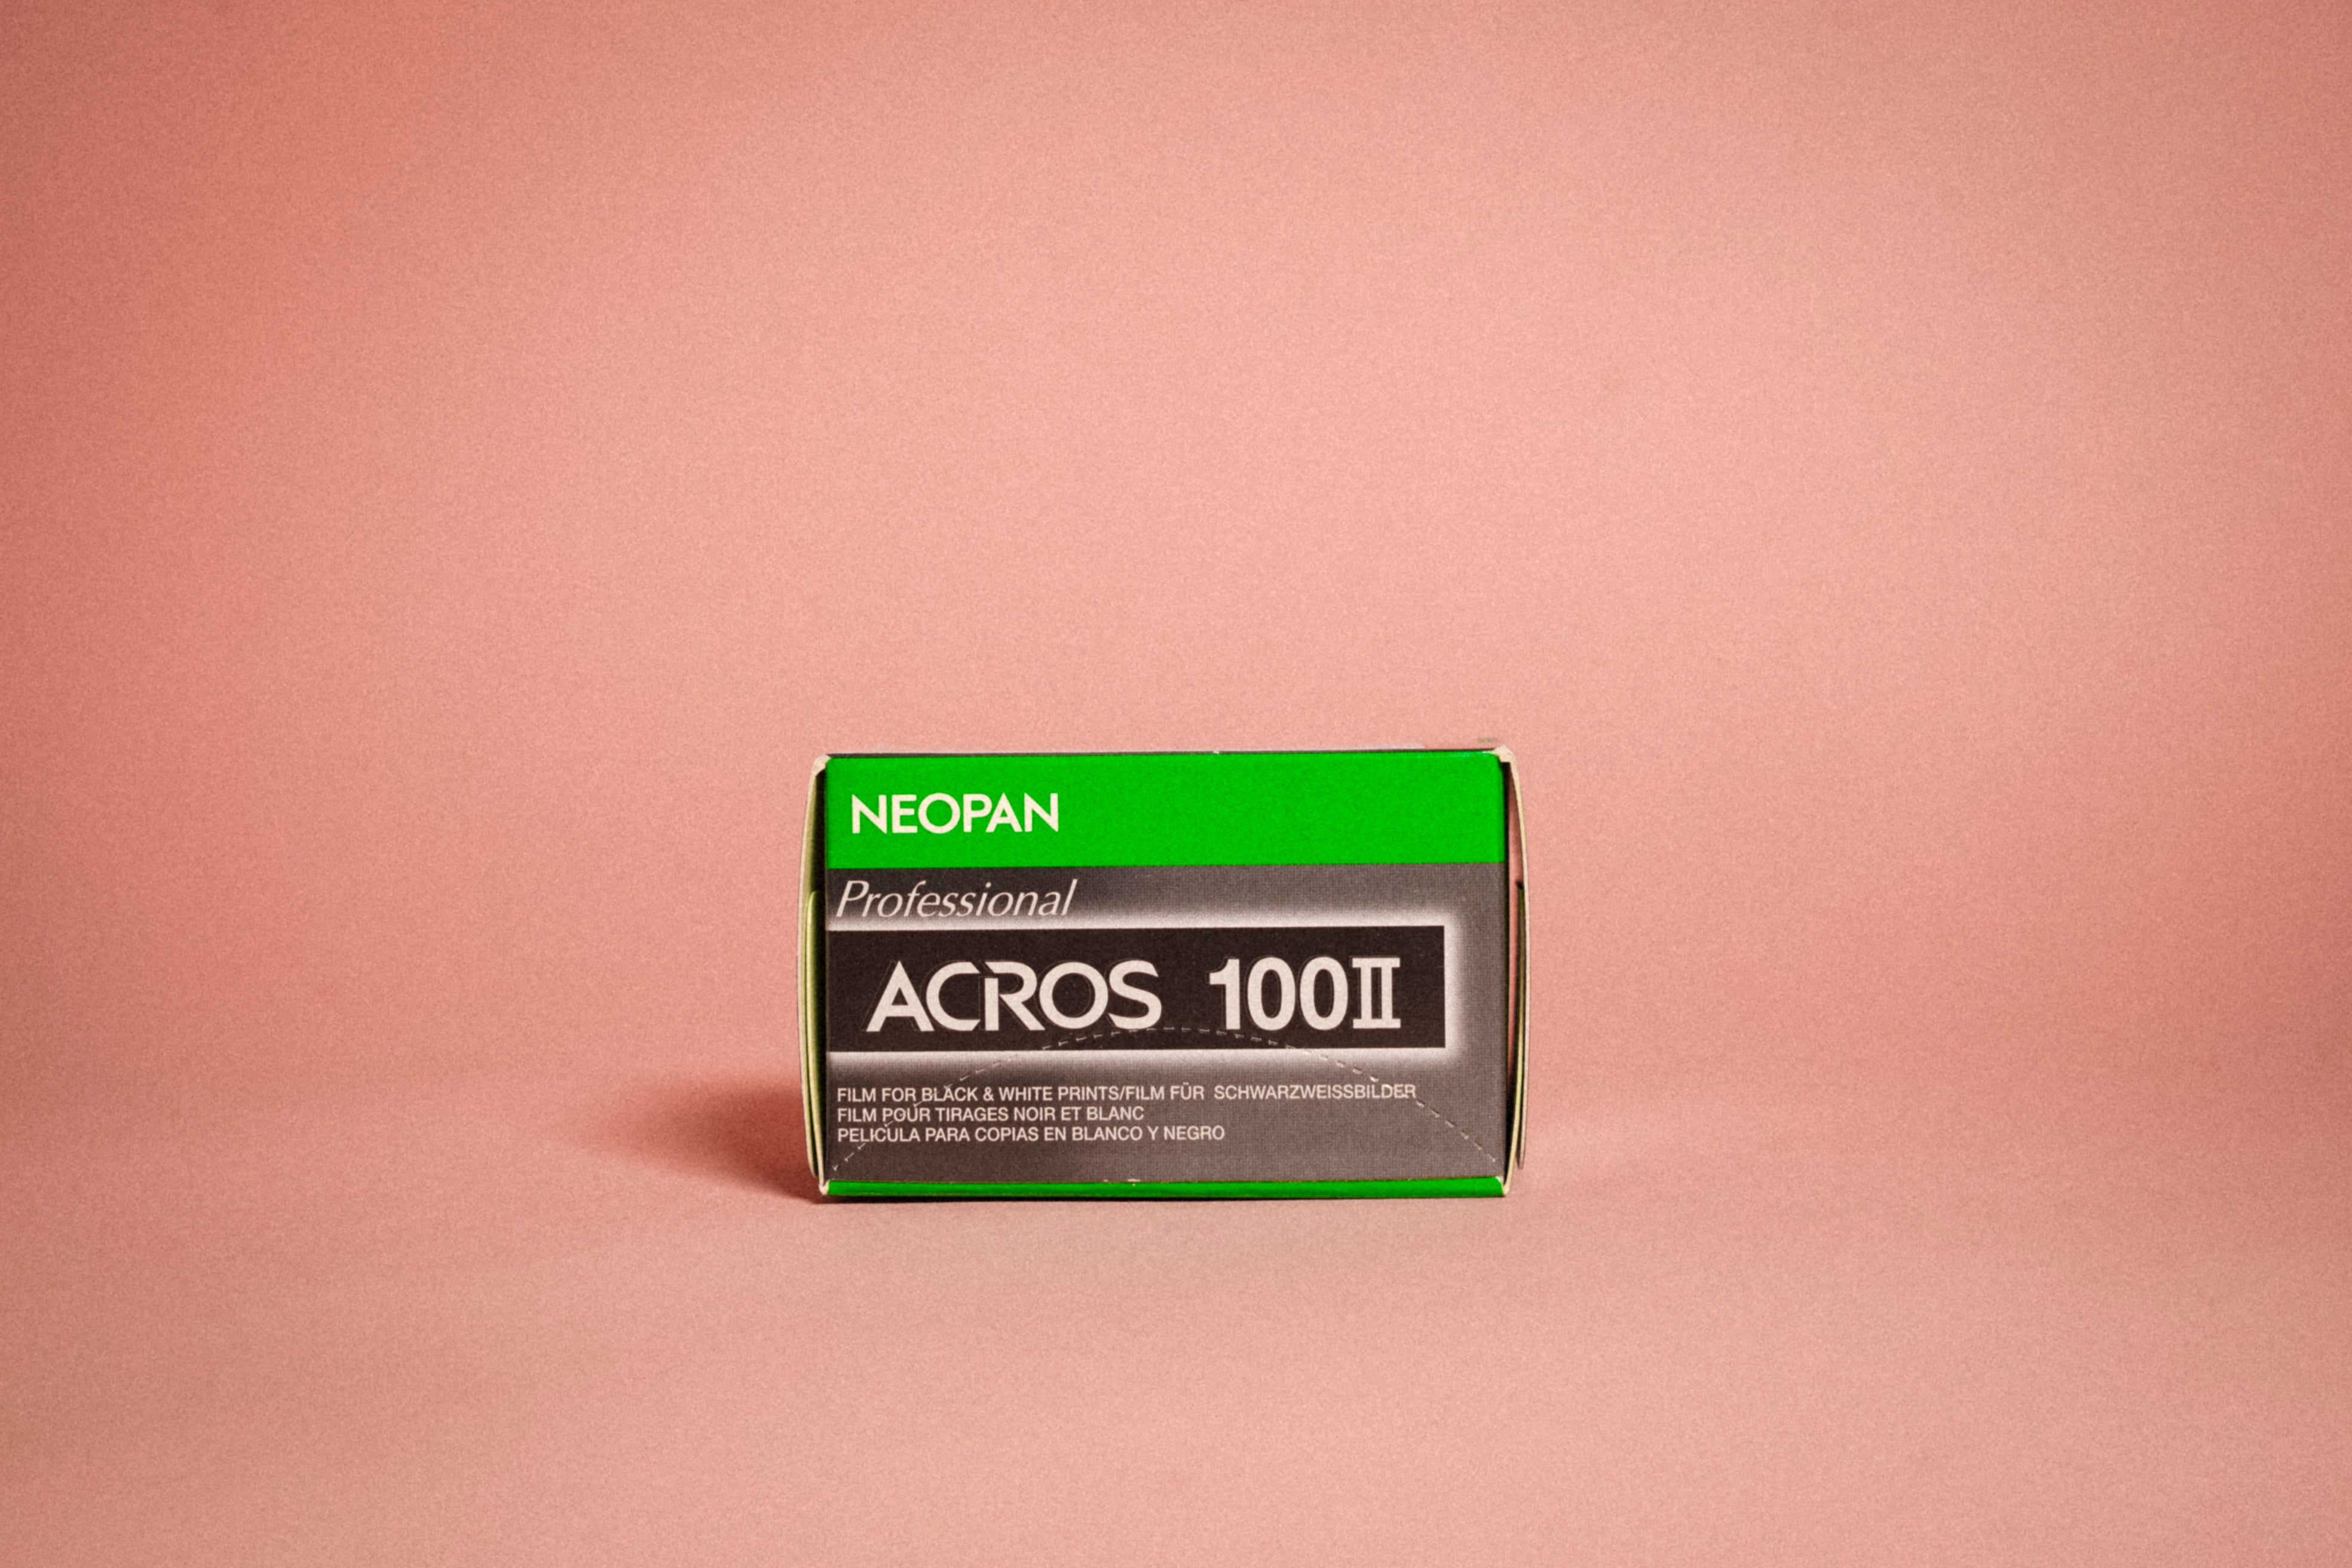 NEOPAN
Professional
ACROS 100Ⅱ
FILM FOR BLACK & WHITE PRINTS/FILM FÜR SCHWARZWEISSBILDER
FILM POUR TIRAGES NOIR ET BLANC
PELICULA PARA COPIAS EN BLANCO Y NEGRO